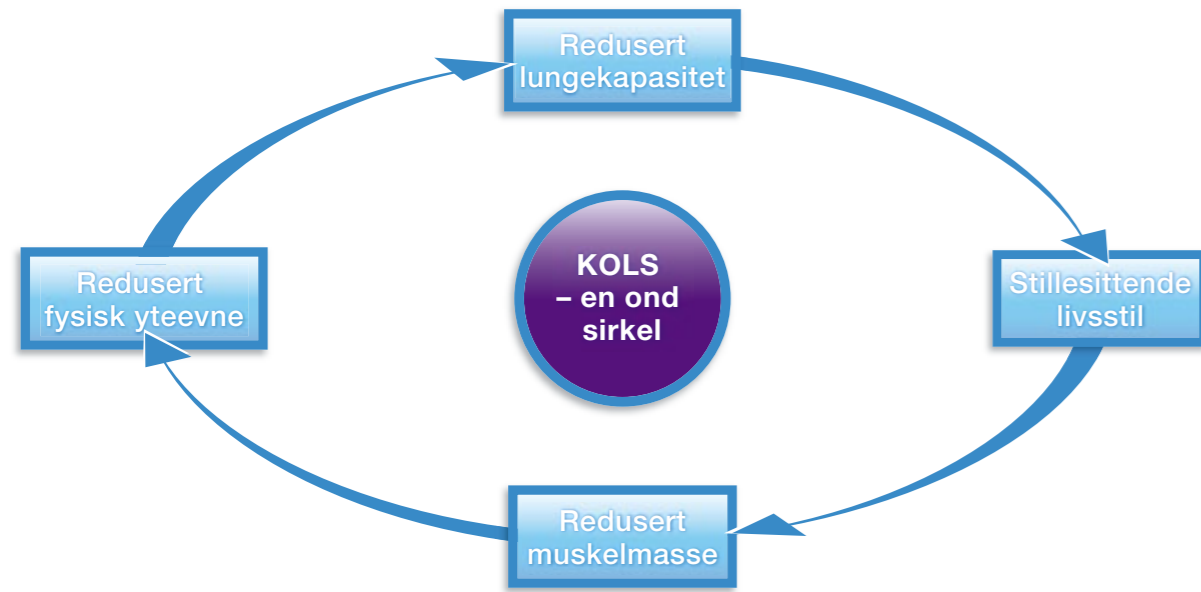 Redusert
lungekapasitet
Stillesittende
livsstil
Redusert
muskelmasse
Redusert
fysisk yteevne
KOLS
– en ond
sirkel